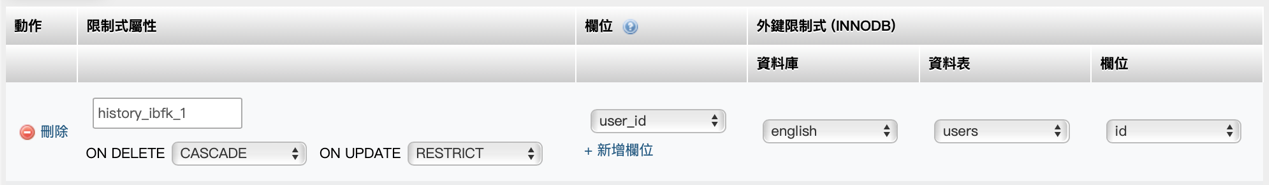 動作 限制式屬性 欄位 外鍵限制式 (INNODB)
資料庫 資料表 欄位
刪除 history_ibfk_1 user_id english users id
ON DELETE CASCADE ON UPDATE RESTRICT + 新增欄位